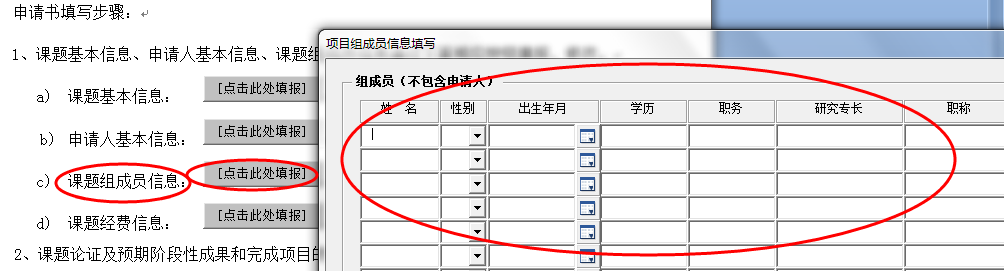 申请书填写步骤：
1、课题基本信息、申请人基本信息、课题组
a） 课题基本信息： [点击此处填报]
b） 申请人基本信息： [点击此处填报]
c） 课题组成员信息： [点击此处填报]
d） 课题经费信息： [点击此处填报]
2、课题论证及预期阶段性成果和完成项目的
项目组成员信息填写
组成员（不包含申请人）
姓 名 性别 出生年月 学历 职务 研究专长 职称